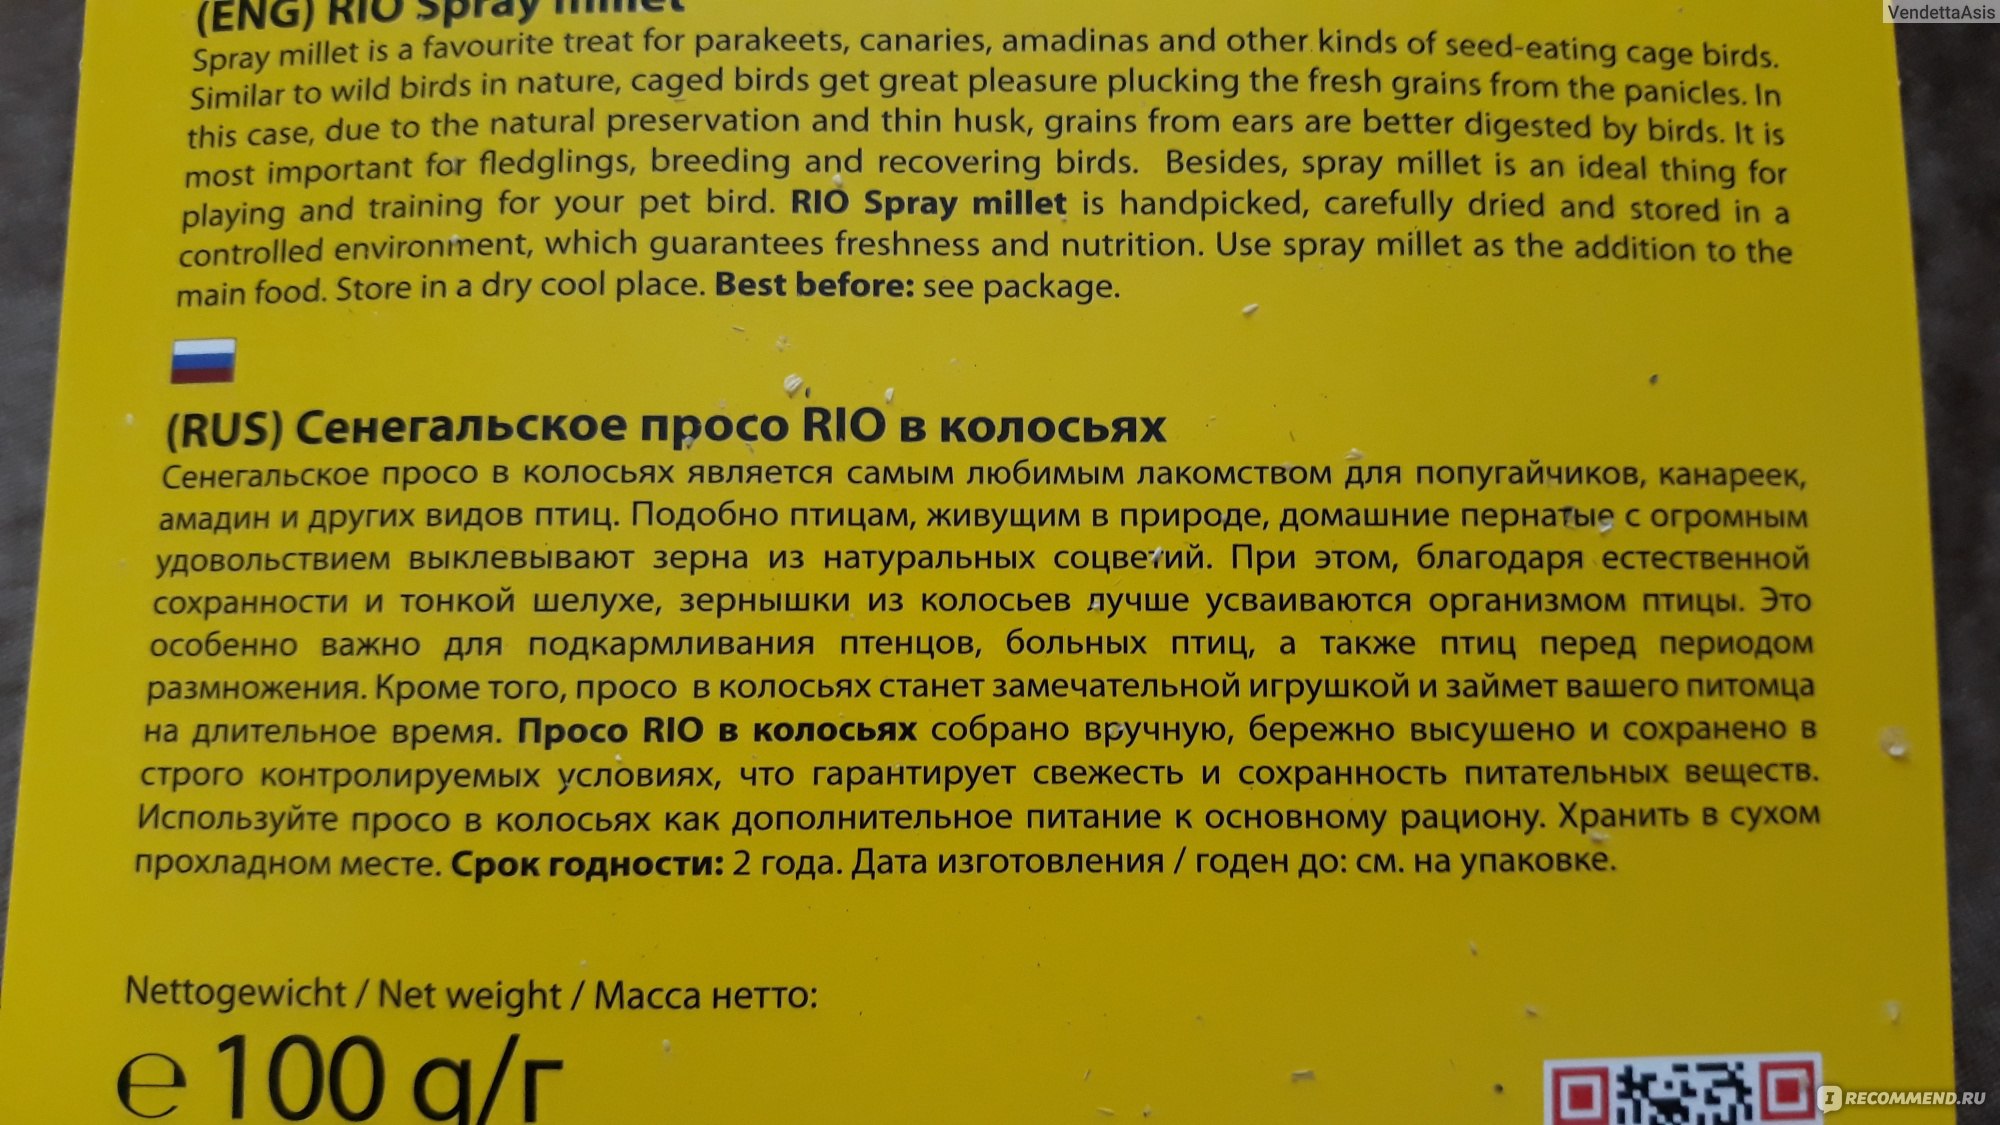 VendettaAsis
(ENG) RIO Spray millet
Spray millet is a favourite treat for parakeets, canaries, amadinas and other kinds of seed-eating cage birds.
Similar to wild birds in nature, caged birds get great pleasure plucking the fresh grains from the panicles. In
this case, due to the natural preservation and thin husk, grains from ears are better digested by birds. It is
most important for fledglings, breeding and recovering birds. Besides, spray millet is an ideal thing for
playing and training for your pet bird. RIO Spray millet is handpicked, carefully dried and stored in a
controlled environment, which guarantees freshness and nutrition. Use spray millet as the addition to the
main food. Store in a dry cool place. Best before: see package.
(RUS) Сенегальское просо RIO в колосьях
Сенегальское просо в колосьях является самым любимым лакомством для попугайчиков, канареек,
амадин и других видов птиц. Подобно птицам, живущим в природе, домашние пернатые с огромным
удовольствием выклевывают зерна из натуральных соцветий. При этом, благодаря естественной
сохранности и тонкой шелухе, зернышки из колосьев лучше усваиваются организмом птицы. Это
особенно важно для подкармливания птенцов, больных птиц, а также птиц перед периодом
размножения. Кроме того, просо в колосьях станет замечательной игрушкой и займет вашего питомца
на длительное время. Просо RIO в колосьях собрано вручную, бережно высушено и сохранено в
строго контролируемых условиях, что гарантирует свежесть и сохранность питательных веществ.
Используйте просо в колосьях как дополнительное питание к основному рациону. Хранить в сухом
прохладном месте. Срок годности: 2 года. Дата изготовления / годен до: см. на упаковке.
Nettogewicht / Net weight / Масса нетто:
℮ 100 g/г
IRECOMMEND.RU